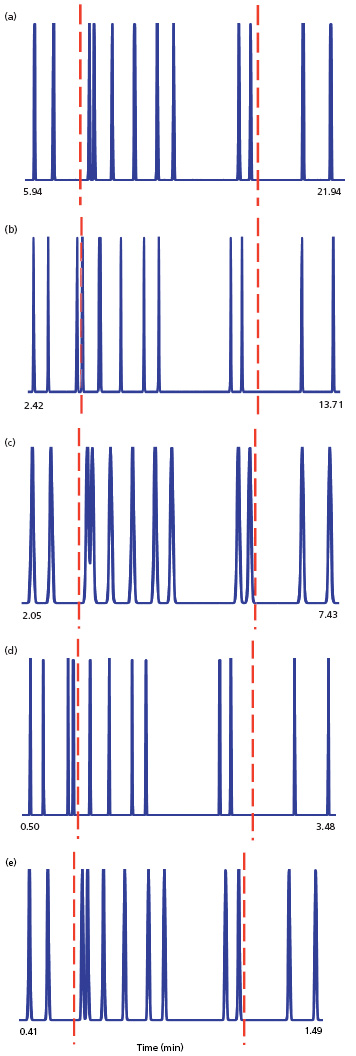 (a)
5.94 21.94
(b)
2.42 13.71
(c)
2.05 7.43
(d)
0.50 3.48
(e)
0.41 1.49
Time (min)